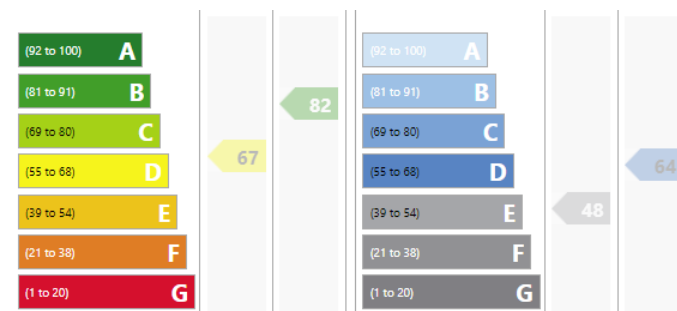 (92 to 100) A
(81 to 91) B
(69 to 80) C
(55 to 68) D
(39 to 54) E
(21 to 38) F
(1 to 20) G
67
82
(92 to 100) A
(81 to 91) B
(69 to 80) C
(55 to 68) D
(39 to 54) E
(21 to 38) F
(1 to 20) G
48
64